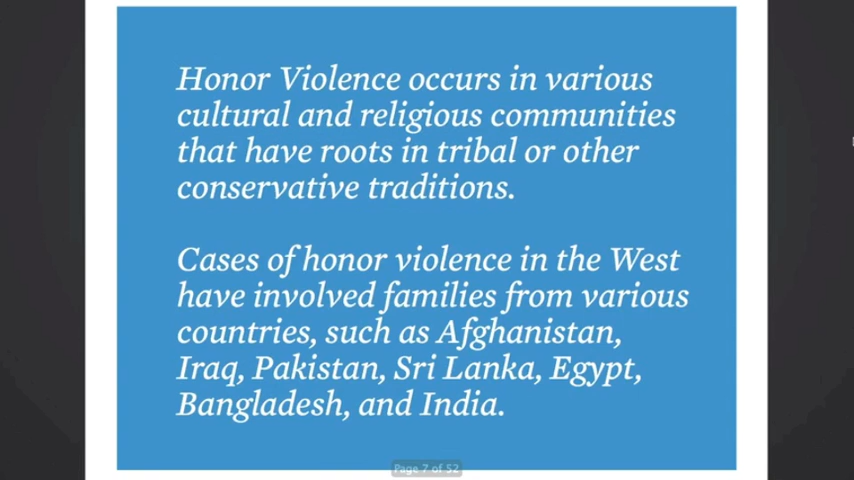 Honor Violence occurs in various
cultural and religious communities
that have roots in tribal or other
conservative traditions.
Cases of honor violence in the West
have involved families from various
countries, such as Afghanistan,
Iraq, Pakistan, Sri Lanka, Egypt,
Bangladesh, and India.
Page 7 of 52